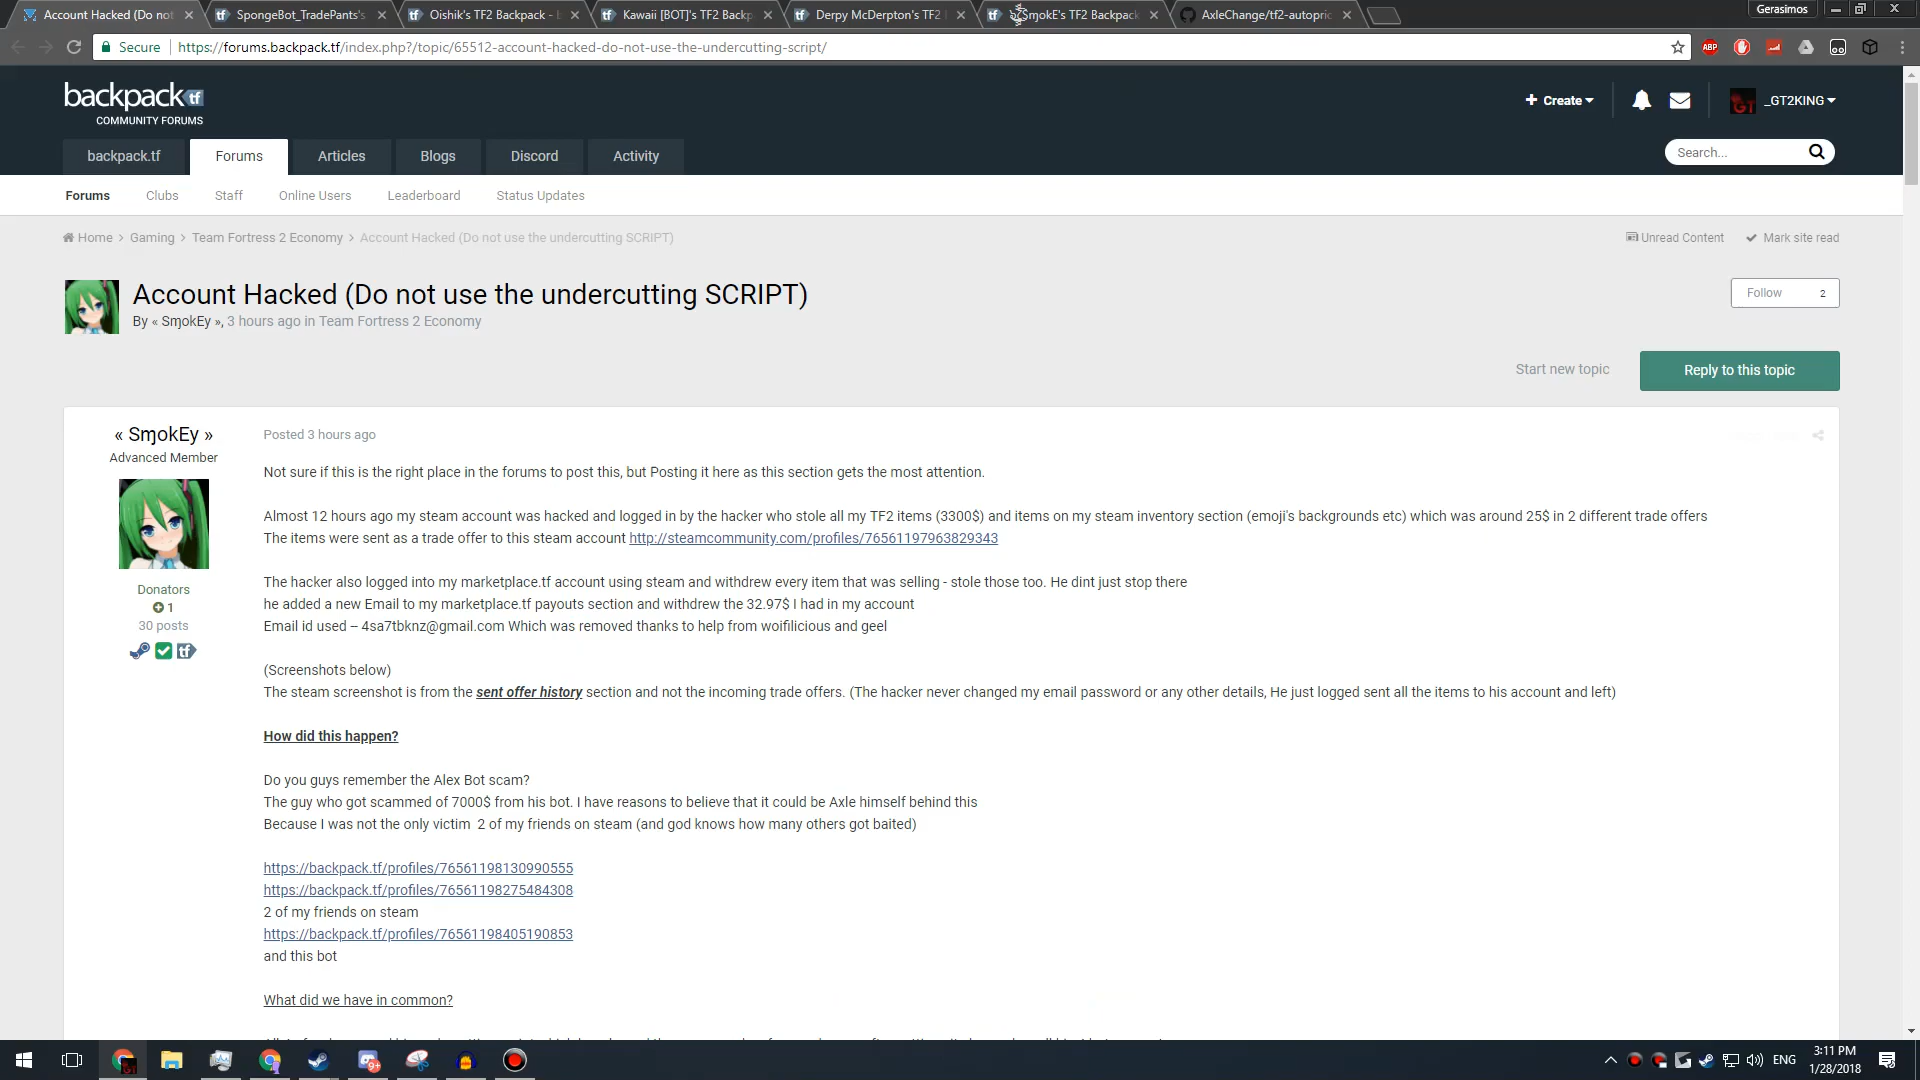 Account Hacked (Do not
SpongeBot_TradePants's
Oishik's TF2 Backpack -
Kawaii [BOT]'s TF2 Backp
Derpy McDerpton's TF2
SɱokE's TF2 Backpack
AxleChange/tf2-autopric
Gerasimos
Secure
https://forums.backpack.tf/index.php?/topic/65512-account-hacked-do-not-use-the-undercutting-script/
ABP
backpack tf
COMMUNITY FORUMS
+ Create
_GT2KING
backpack.tf
Forums
Articles
Blogs
Discord
Activity
Search...
Forums
Clubs
Staff
Online Users
Leaderboard
Status Updates
Home > Gaming > Team Fortress 2 Economy > Account Hacked (Do not use the undercutting SCRIPT)
Unread Content
Mark site read
Account Hacked (Do not use the undercutting SCRIPT)
By « SɱokEy », 3 hours ago in Team Fortress 2 Economy
Follow 2
Start new topic
Reply to this topic
« SɱokEy »
Advanced Member
Donators
1
30 posts
tf
Posted 3 hours ago
Not sure if this is the right place in the forums to post this, but Posting it here as this section gets the most attention.
Almost 12 hours ago my steam account was hacked and logged in by the hacker who stole all my TF2 items (3300$) and items on my steam inventory section (emoji's backgrounds etc) which was around 25$ in 2 different trade offers
The items were sent as a trade offer to this steam account http://steamcommunity.com/profiles/76561197963829343
The hacker also logged into my marketplace.tf account using steam and withdrew every item that was selling - stole those too. He dint just stop there
he added a new Email to my marketplace.tf payouts section and withdrew the 32.97$ I had in my account
Email id used – 4sa7tbknz@gmail.com Which was removed thanks to help from woifilicious and geel
(Screenshots below)
The steam screenshot is from the sent offer history section and not the incoming trade offers. (The hacker never changed my email password or any other details, He just logged sent all the items to his account and left)
How did this happen?
Do you guys remember the Alex Bot scam?
The guy who got scammed of 7000$ from his bot. I have reasons to believe that it could be Axle himself behind this
Because I was not the only victim  2 of my friends on steam (and god knows how many others got baited)
https://backpack.tf/profiles/76561198130990555
https://backpack.tf/profiles/76561198275484308
2 of my friends on steam
https://backpack.tf/profiles/76561198405190853
and this bot
What did we have in common?
ENG
3:11 PM
1/28/2018